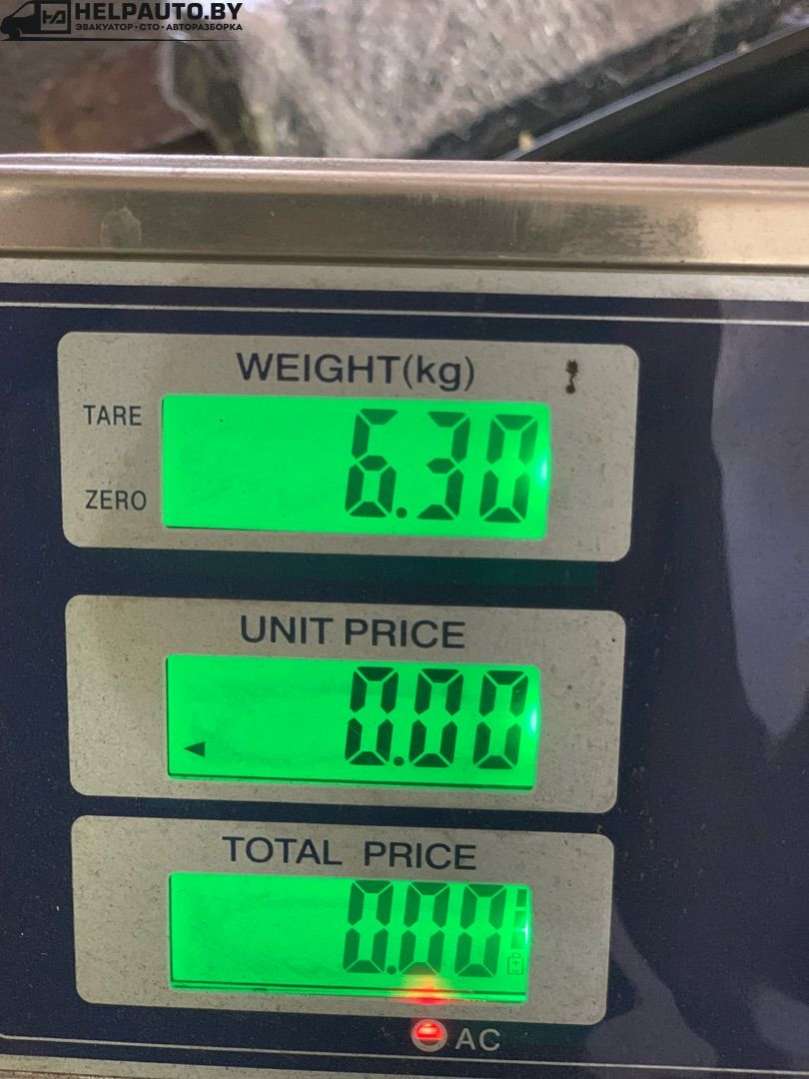 HELPAUTO.BY
ЭВАКУАТОР·СТО·АВТОРАЗБОРКА
WEIGHT(kg)
TARE
6.30
ZERO
UNIT PRICE
0.00
TOTAL PRICE
0.00
AC